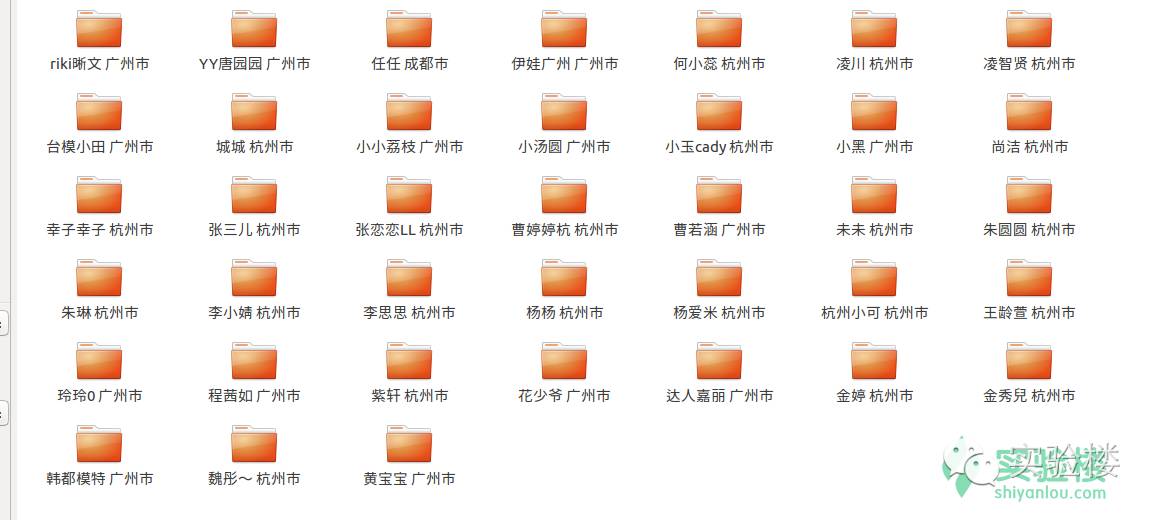 riki晰文 广州市
YY唐园园 广州市
任任 成都市
伊娃广州 广州市
何小蕊 杭州市
凌川 杭州市
凌智贤 杭州市
台模小田 广州市
城城 杭州市
小小荔枝 广州市
小汤圆 广州市
小玉cady 杭州市
小黑 广州市
尚洁 杭州市
幸子幸子 杭州市
张三儿 杭州市
张恋恋LL 杭州市
曹婷婷杭 杭州市
曹若涵 广州市
未未 杭州市
朱圆圆 杭州市
朱琳 杭州市
李小婧 杭州市
李思思 杭州市
杨杨 杭州市
杨爱米 杭州市
杭州小可 杭州市
王龄萱 杭州市
玲玲0 广州市
程茜如 广州市
紫轩 杭州市
花少爷 广州市
达人嘉丽 广州市
金婷 杭州市
金秀兒 杭州市
韩都模特 广州市
魏彤～ 杭州市
黄宝宝 广州市
实验楼
实验楼
shiyanlou.com